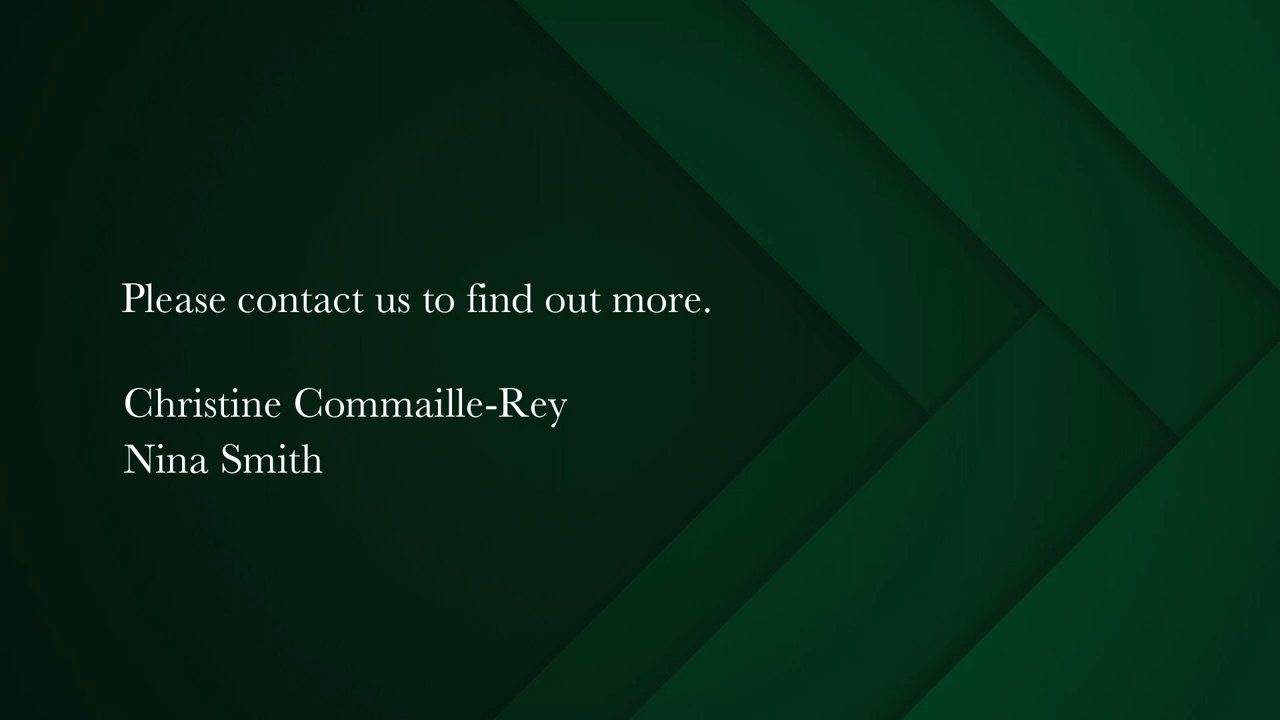 Please contact us to find out more.
Christine Commaille-Rey
Nina Smith